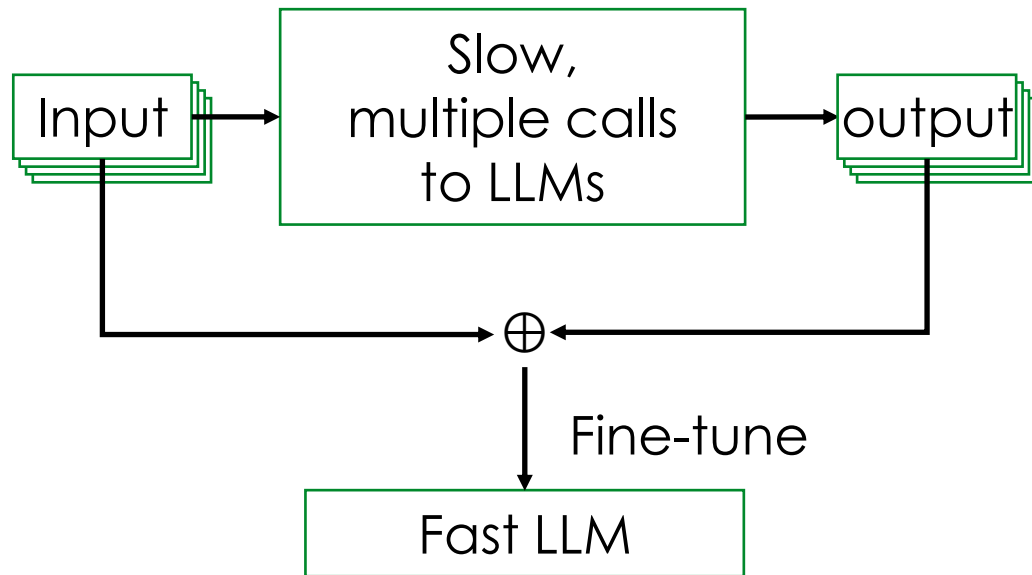 Input
Slow,
multiple calls
to LLMs
output
Fine-tune
Fast LLM